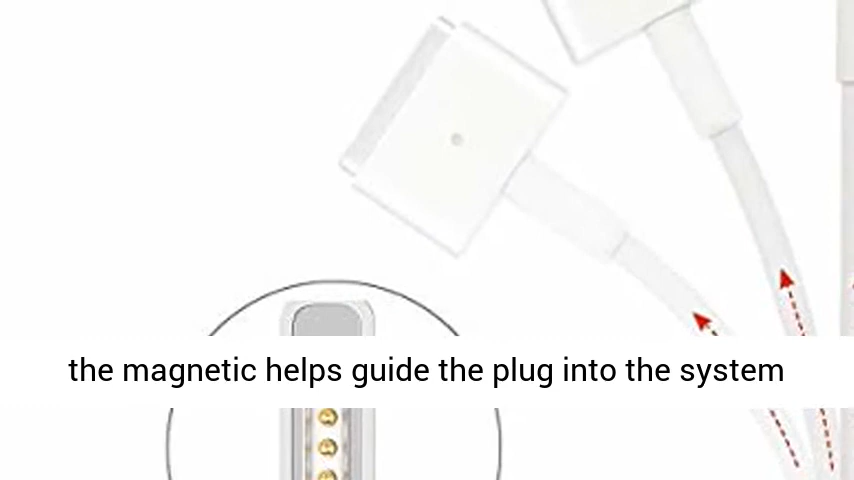 the magnetic helps guide the plug into the system